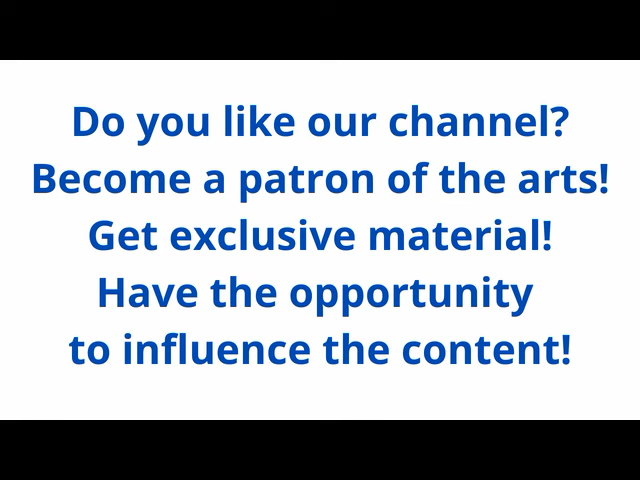 Do you like our channel?
Become a patron of the arts!
Get exclusive material!
Have the opportunity
to influence the content!